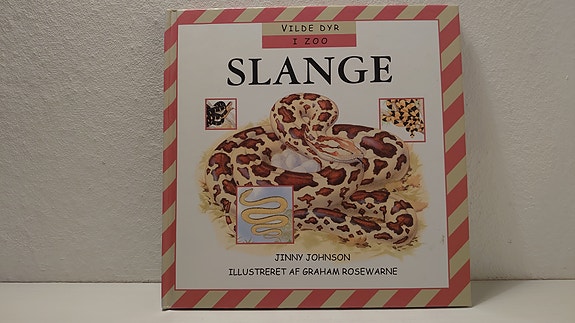 VILDE DYR
I ZOO
SLANGE
JINNY JOHNSON
ILLUSTRERET AF GRAHAM ROSEWARNE